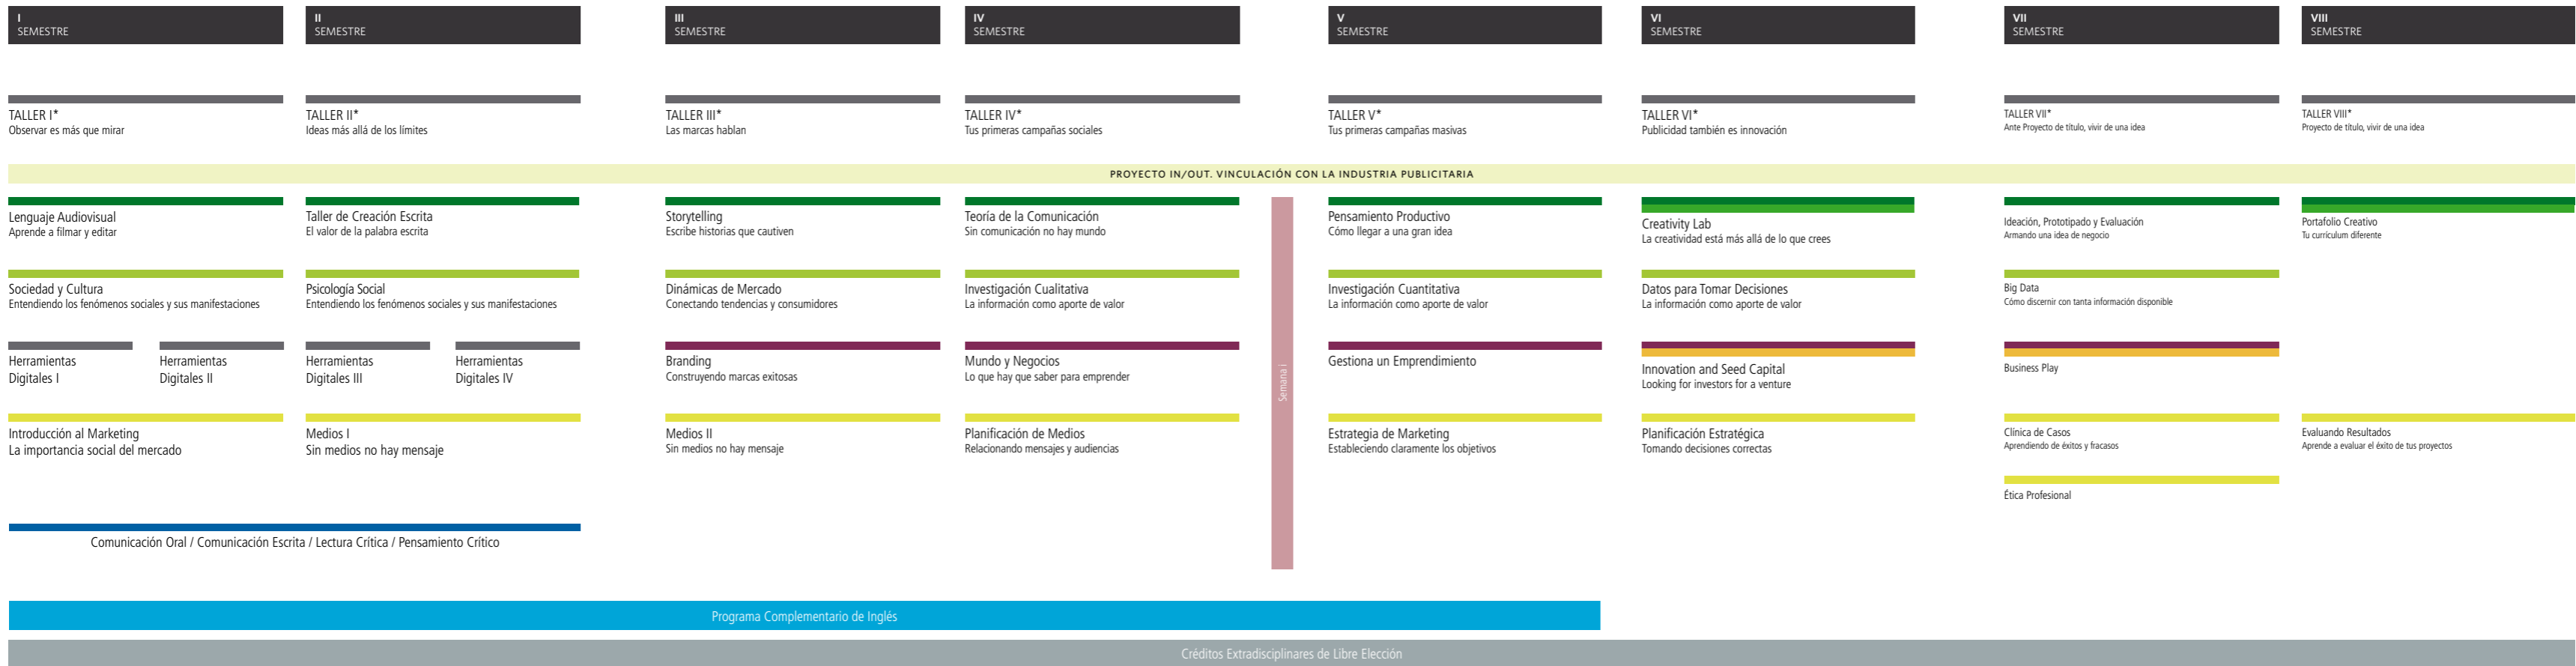 I
SEMESTRE
II
SEMESTRE
III
SEMESTRE
IV
SEMESTRE
V
SEMESTRE
VI
SEMESTRE
VII
SEMESTRE
VIII
SEMESTRE
TALLER I*
Observar es más que mirar
TALLER II*
Ideas más allá de los límites
TALLER III*
Las marcas hablan
TALLER IV*
Tus primeras campañas sociales
TALLER V*
Tus primeras campañas masivas
TALLER VI*
Publicidad también es innovación
TALLER VII*
Ante Proyecto de título, vivir de una idea
TALLER VIII*
Proyecto de título, vivir de una idea
PROYECTO IN/OUT. VINCULACIÓN CON LA INDUSTRIA PUBLICITARIA
Lenguaje Audiovisual
Aprende a filmar y editar
Taller de Creación Escrita
El valor de la palabra escrita
Storytelling
Escribe historias que cautiven
Teoría de la Comunicación
Sin comunicación no hay mundo
Pensamiento Productivo
Cómo llegar a una gran idea
Creativity Lab
La creatividad está más allá de lo que crees
Ideación, Prototipado y Evaluación
Armando una idea de negocio
Portafolio Creativo
Tu currículum diferente
Sociedad y Cultura
Entendiendo los fenómenos sociales y sus manifestaciones
Psicología Social
Entendiendo los fenómenos sociales y sus manifestaciones
Dinámicas de Mercado
Conectando tendencias y consumidores
Investigación Cualitativa
La información como aporte de valor
Investigación Cuantitativa
La información como aporte de valor
Datos para Tomar Decisiones
La información como aporte de valor
Big Data
Cómo discernir con tanta información disponible
Herramientas
Digitales I
Herramientas
Digitales II
Herramientas
Digitales III
Herramientas
Digitales IV
Branding
Construyendo marcas exitosas
Mundo y Negocios
Lo que hay que saber para emprender
Semana i
Gestiona un Emprendimiento
Innovation and Seed Capital
Looking for investors for a venture
Business Play
Introducción al Marketing
La importancia social del mercado
Medios I
Sin medios no hay mensaje
Medios II
Sin medios no hay mensaje
Planificación de Medios
Relacionando mensajes y audiencias
Estrategia de Marketing
Estableciendo claramente los objetivos
Planificación Estratégica
Tomando decisiones correctas
Clínica de Casos
Aprendiendo de éxitos y fracasos
Evaluando Resultados
Aprende a evaluar el éxito de tus proyectos
Ética Profesional
Comunicación Oral / Comunicación Escrita / Lectura Crítica / Pensamiento Crítico
Programa Complementario de Inglés
Créditos Extradisciplinares de Libre Elección